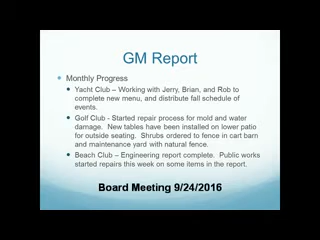 GM Report
Monthly Progress
Yacht Club – Working with Jerry, Brian, and Rob to
complete new menu, and distribute fall schedule of
events.
Golf Club - Started repair process for mold and water
damage. New tables have been installed on lower patio
for outside seating. Shrubs ordered to fence in cart barn
and maintenance yard with natural fence.
Beach Club – Engineering report complete. Public works
started repairs this week on some items in the report.
Board Meeting 9/24/2016